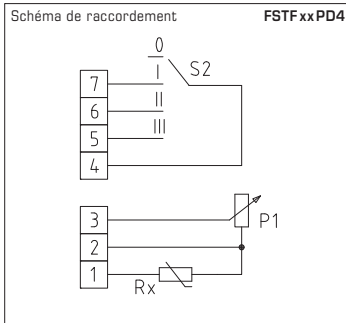 Schéma de raccordement FSTFxxPD4
0
I
S2
7
II
6
III
5
4
3
P1
2
1
Rx